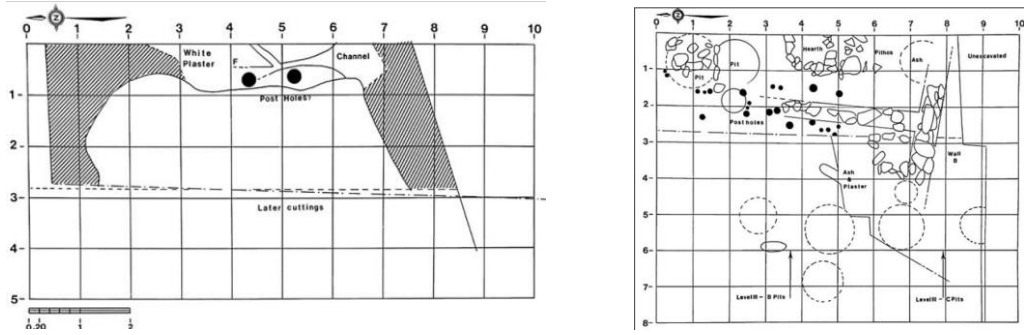 0 1 2 3 4 5 6 7 8 9 10
White
Plaster
F
Channel
1
Post Holes?
2
3
Later cuttings
4
5
0.20 1 2
0 1 2 3 4 5 6 7 8 9 10
Hearth
Pithos
Ash
Unexcavated
Pit
1
Pit
2
Post holes
3
Wall
B
Ash
&
Plaster
4
5
6
7
Level III – B Pits
Level III – C Pits
8